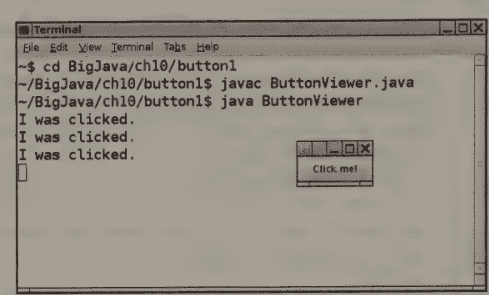 Terminal
File Edit View Terminal Tabs Help
~$ cd BigJava/ch10/button1
~/BigJava/ch10/button1$ javac ButtonViewer.java
~/BigJava/ch10/button1$ java ButtonViewer
I was clicked.
I was clicked.
I was clicked.
Click me!